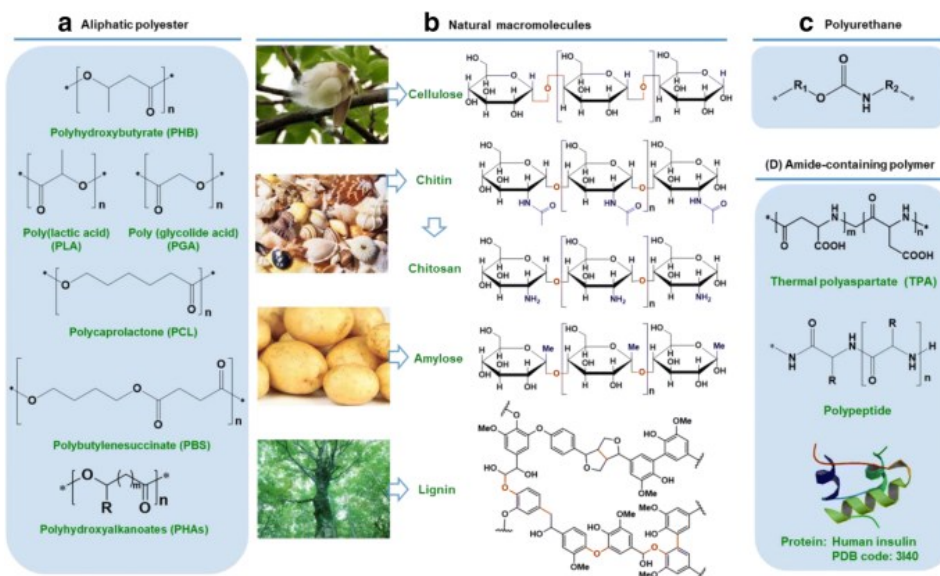 a Aliphatic polyester
Polyhydroxybutyrate (PHB)
Poly(lactic acid)
(PLA)
Poly (glycolide acid)
(PGA)
Polycaprolactone (PCL)
Polybutylenesuccinate (PBS)
Polyhydroxyalkanoates (PHAs)
b Natural macromolecules
Cellulose
Chitin
Chitosan
Amylose
Lignin
c Polyurethane
(D) Amide-containing polymer
Thermal polyaspartate (TPA)
Polypeptide
Protein: Human insulin
PDB code: 3I40